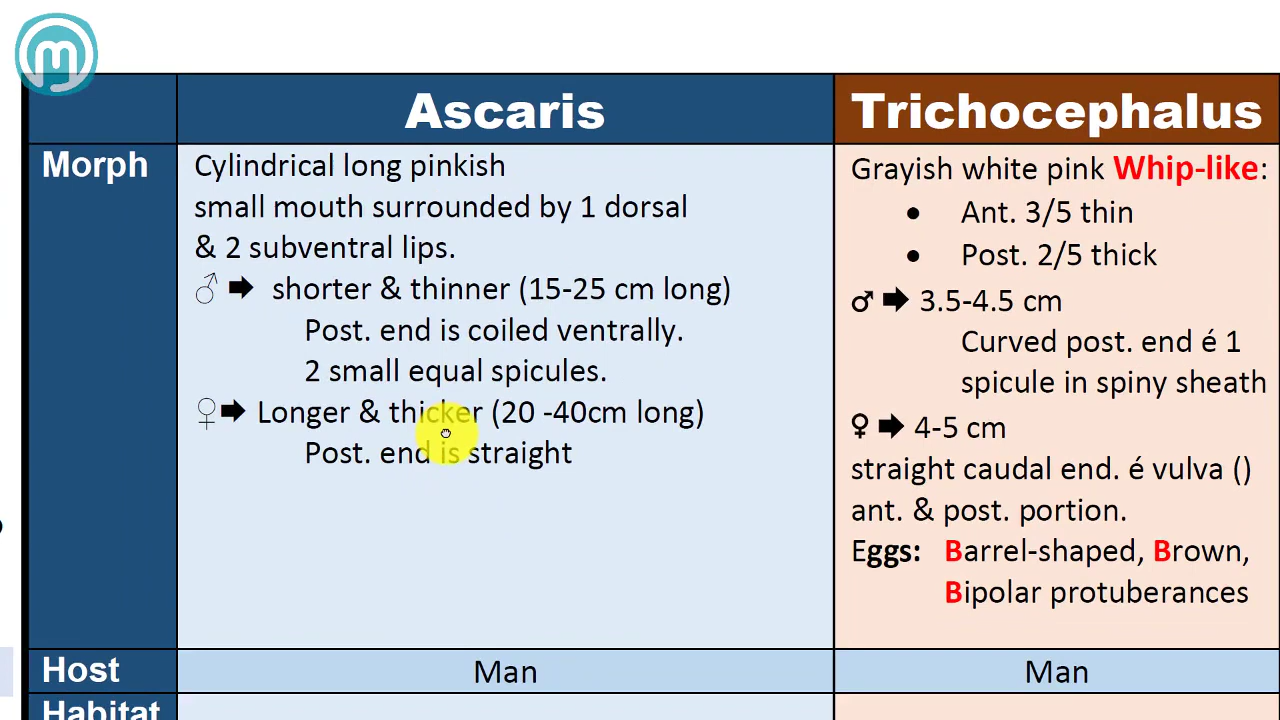 m
Ascaris
Trichocephalus
Morph
Cylindrical long pinkish
small mouth surrounded by 1 dorsal
& 2 subventral lips.
♂ 🡆 shorter & thinner (15-25 cm long)
Post. end is coiled ventrally.
2 small equal spicules.
♀ 🡆 Longer & thicker (20 -40cm long)
Post. end is straight
Grayish white pink Whip-like:
• Ant. 3/5 thin
• Post. 2/5 thick
♂ 🡆 3.5-4.5 cm
Curved post. end é 1
spicule in spiny sheath
♀ 🡆 4-5 cm
straight caudal end. é vulva ()
ant. & post. portion.
Eggs: Barrel-shaped, Brown,
Bipolar protuberances
Host
Man
Man
Habitat